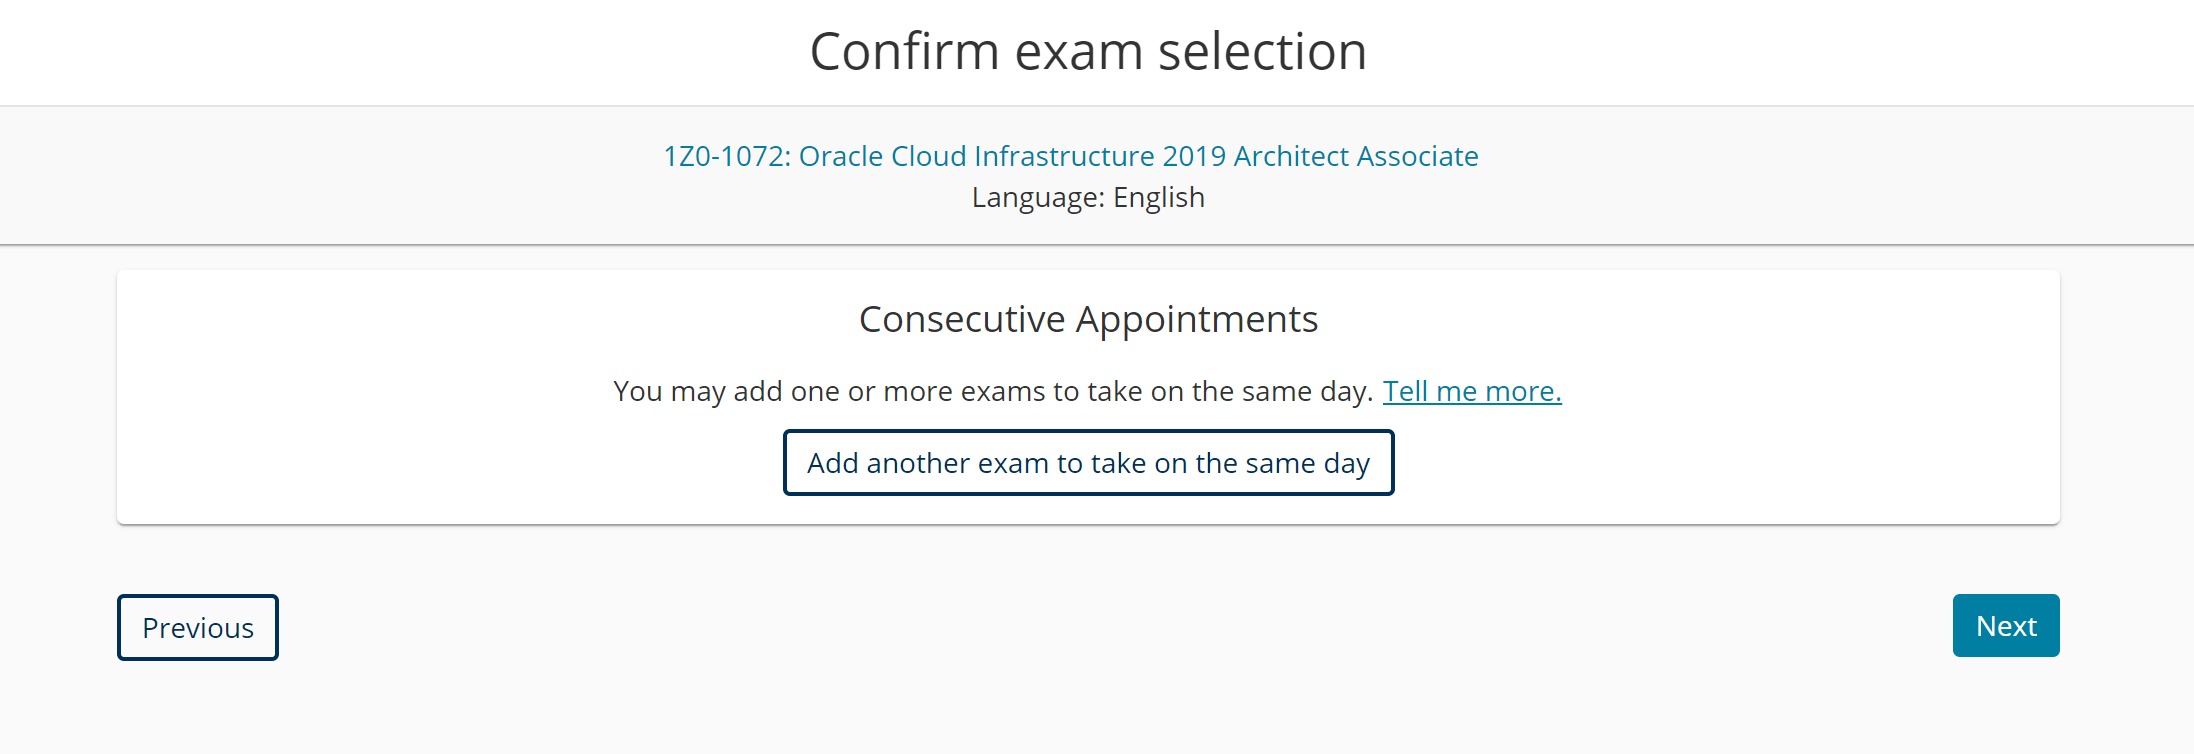 Confirm exam selection
1Z0-1072: Oracle Cloud Infrastructure 2019 Architect Associate
Language: English
Consecutive Appointments
You may add one or more exams to take on the same day. Tell me more.
Add another exam to take on the same day
Previous
Next